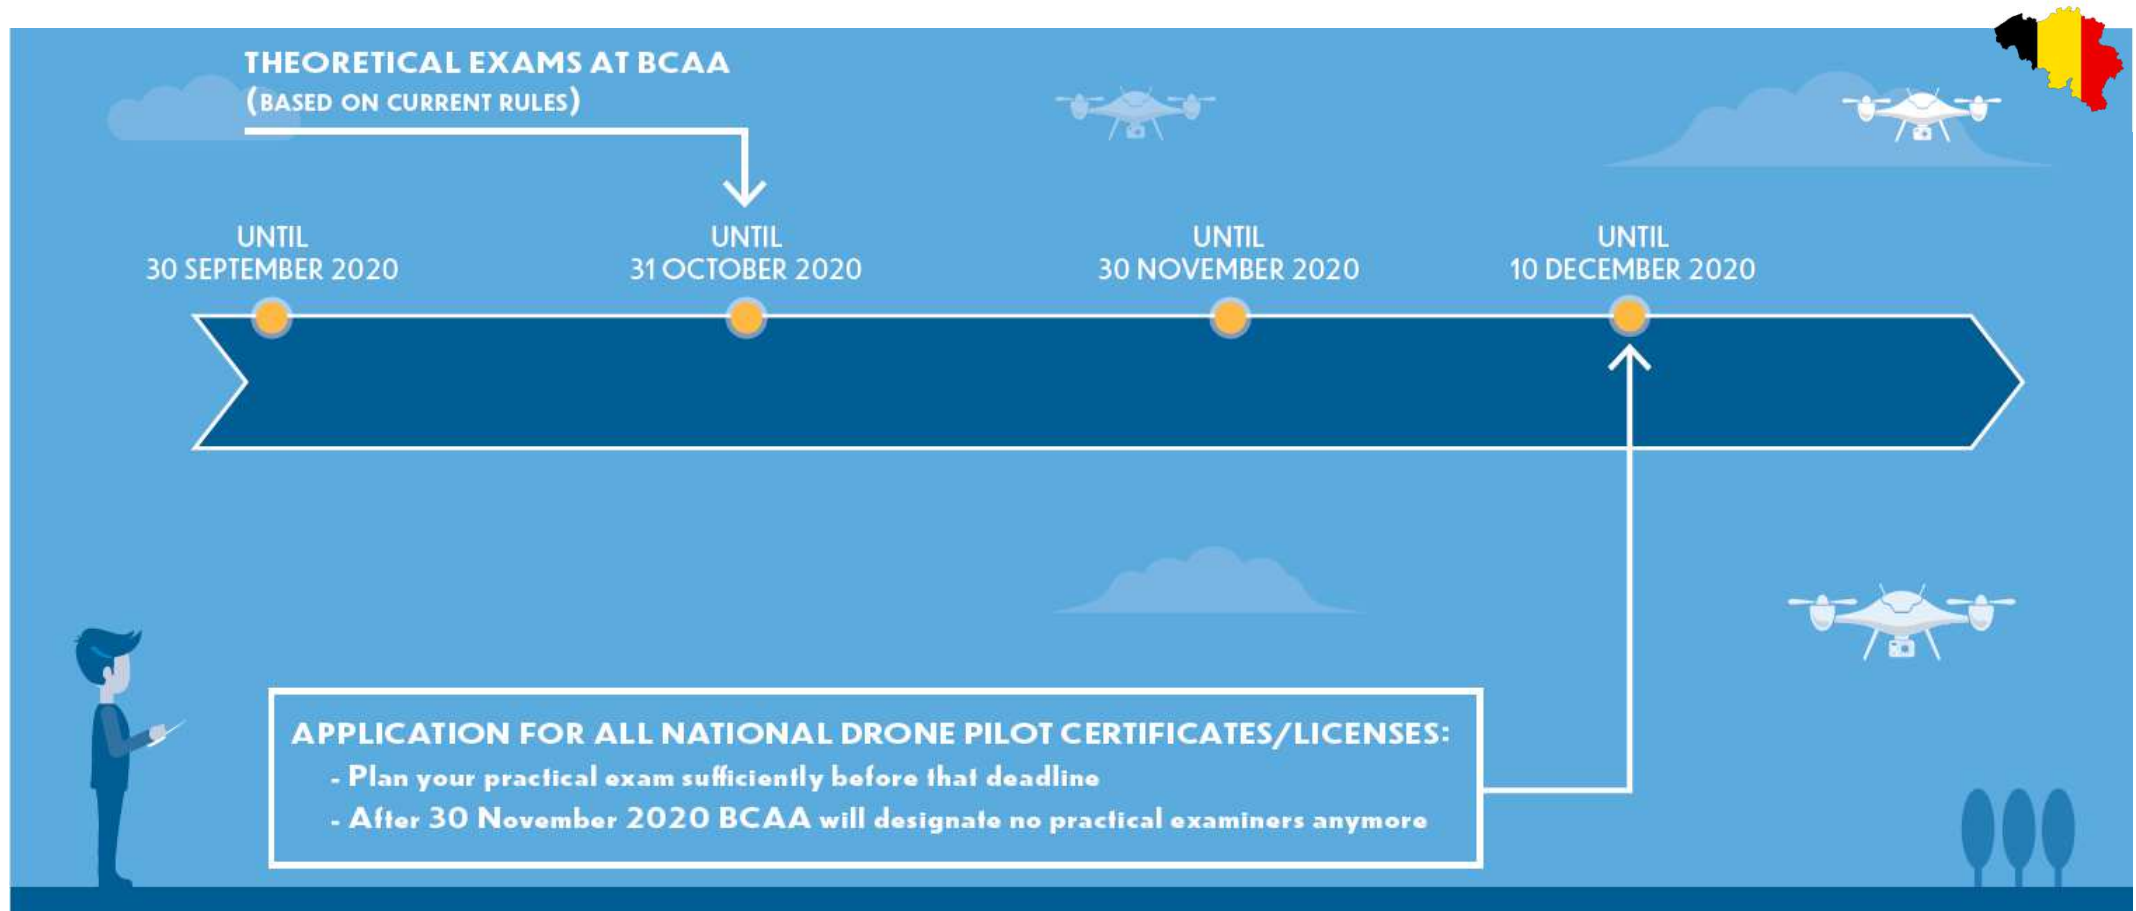 THEORETICAL EXAMS AT BCAA
(BASED ON CURRENT RULES)
UNTIL
30 SEPTEMBER 2020
UNTIL
31 OCTOBER 2020
UNTIL
30 NOVEMBER 2020
UNTIL
10 DECEMBER 2020
APPLICATION FOR ALL NATIONAL DRONE PILOT CERTIFICATES/LICENSES:
- Plan your practical exam sufficiently before that deadline
- After 30 November 2020 BCAA will designate no practical examiners anymore